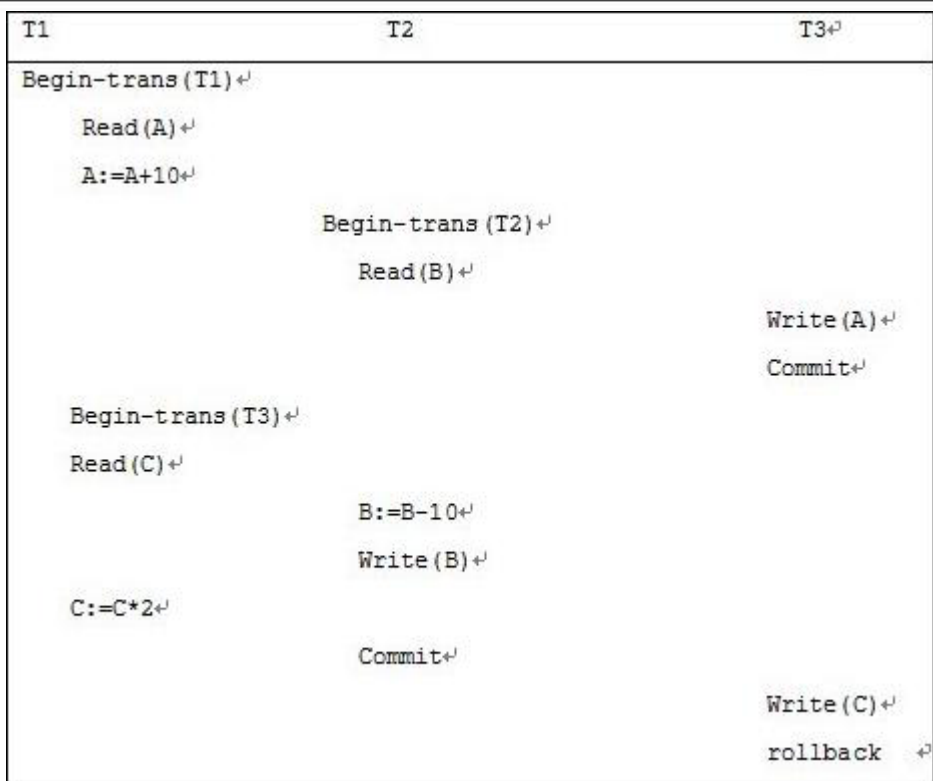 T1 T2 T3↵
Begin-trans(T1)↵
Read(A)↵
A:=A+10↵
Begin-trans(T2)↵
Read(B)↵
Write(A)↵
Commit↵
Begin-trans(T3)↵
Read(C)↵
B:=B-10↵
Write(B)↵
C:=C*2↵
Commit↵
Write(C)↵
rollback ↵